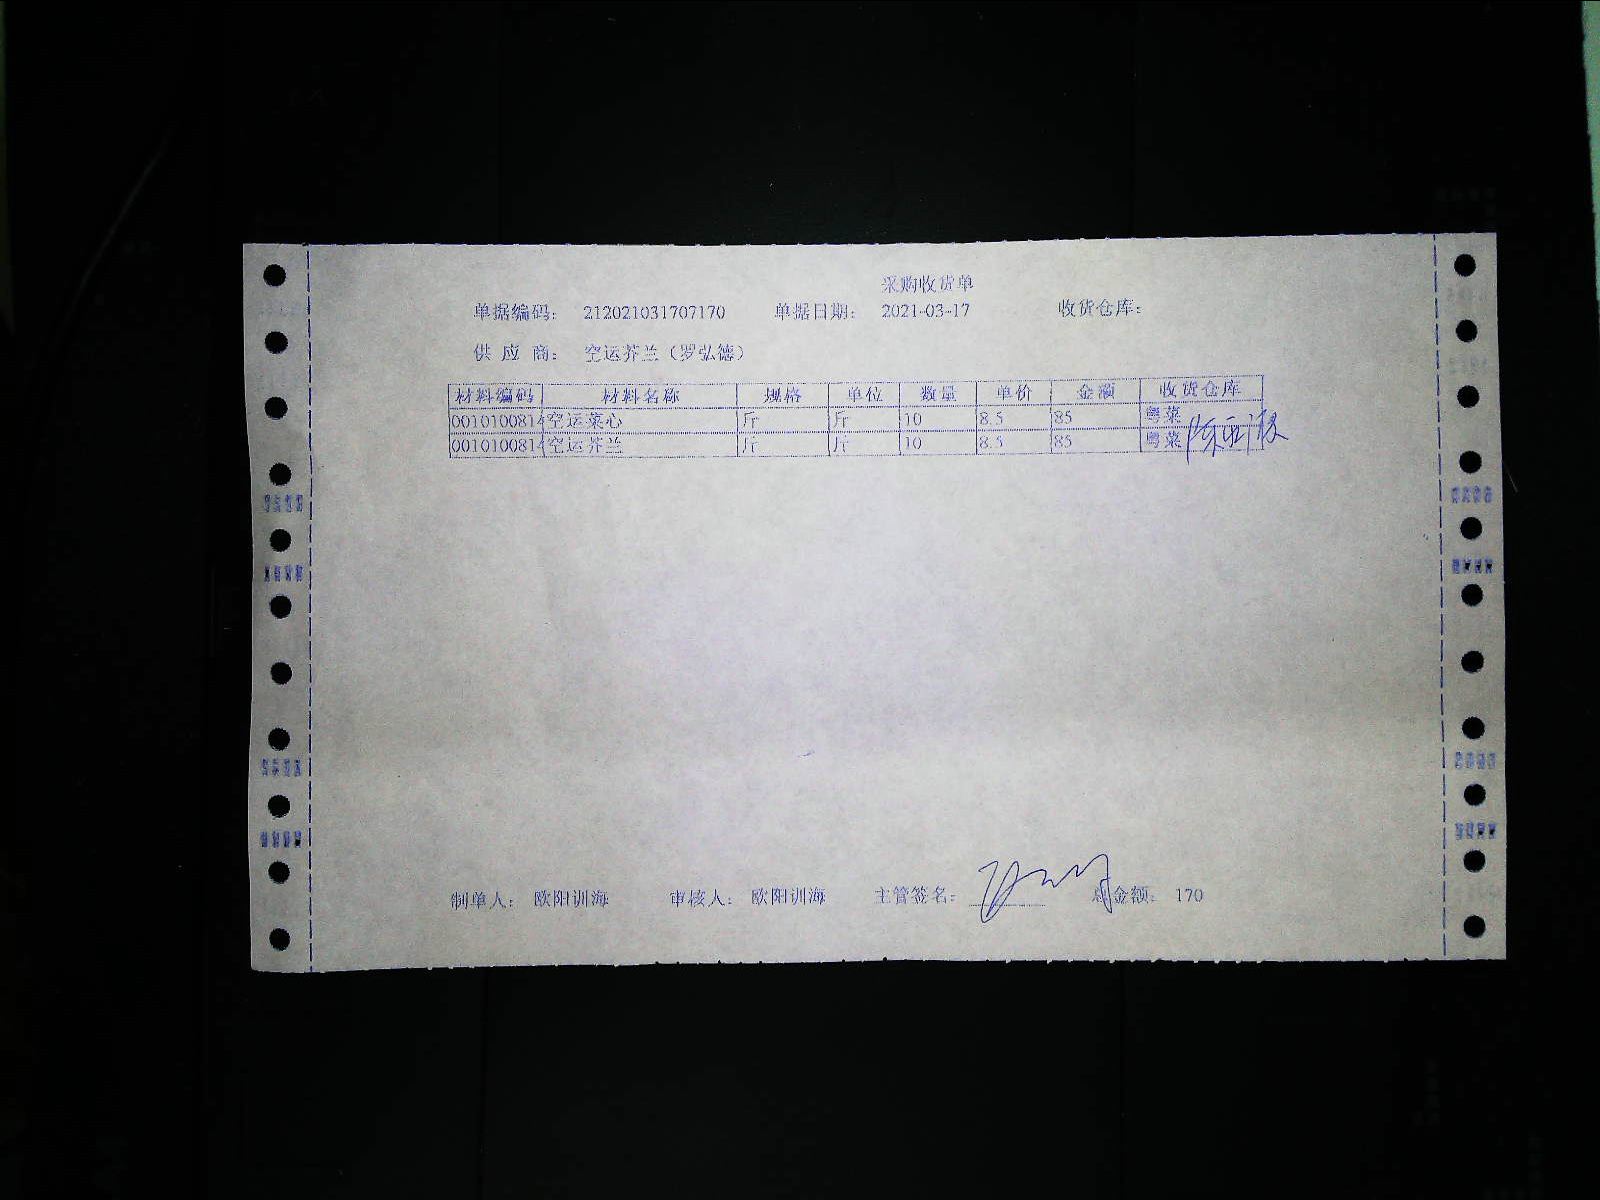 采购收货单
单据编码： 212021031707170 单据日期： 2021-03-17 收货仓库：
供 应 商： 空运芥兰（罗弘德）
材料编码 材料名称 规格 单位 数量 单价 金额 收货仓库
0010100814 空运菜心 斤 斤 10 8.5 85 粤菜
0010100814 空运芥兰 斤 斤 10 8.5 85 粤菜
制单人： 欧阳训海 审核人： 欧阳训海 主管签名： 总金额： 170